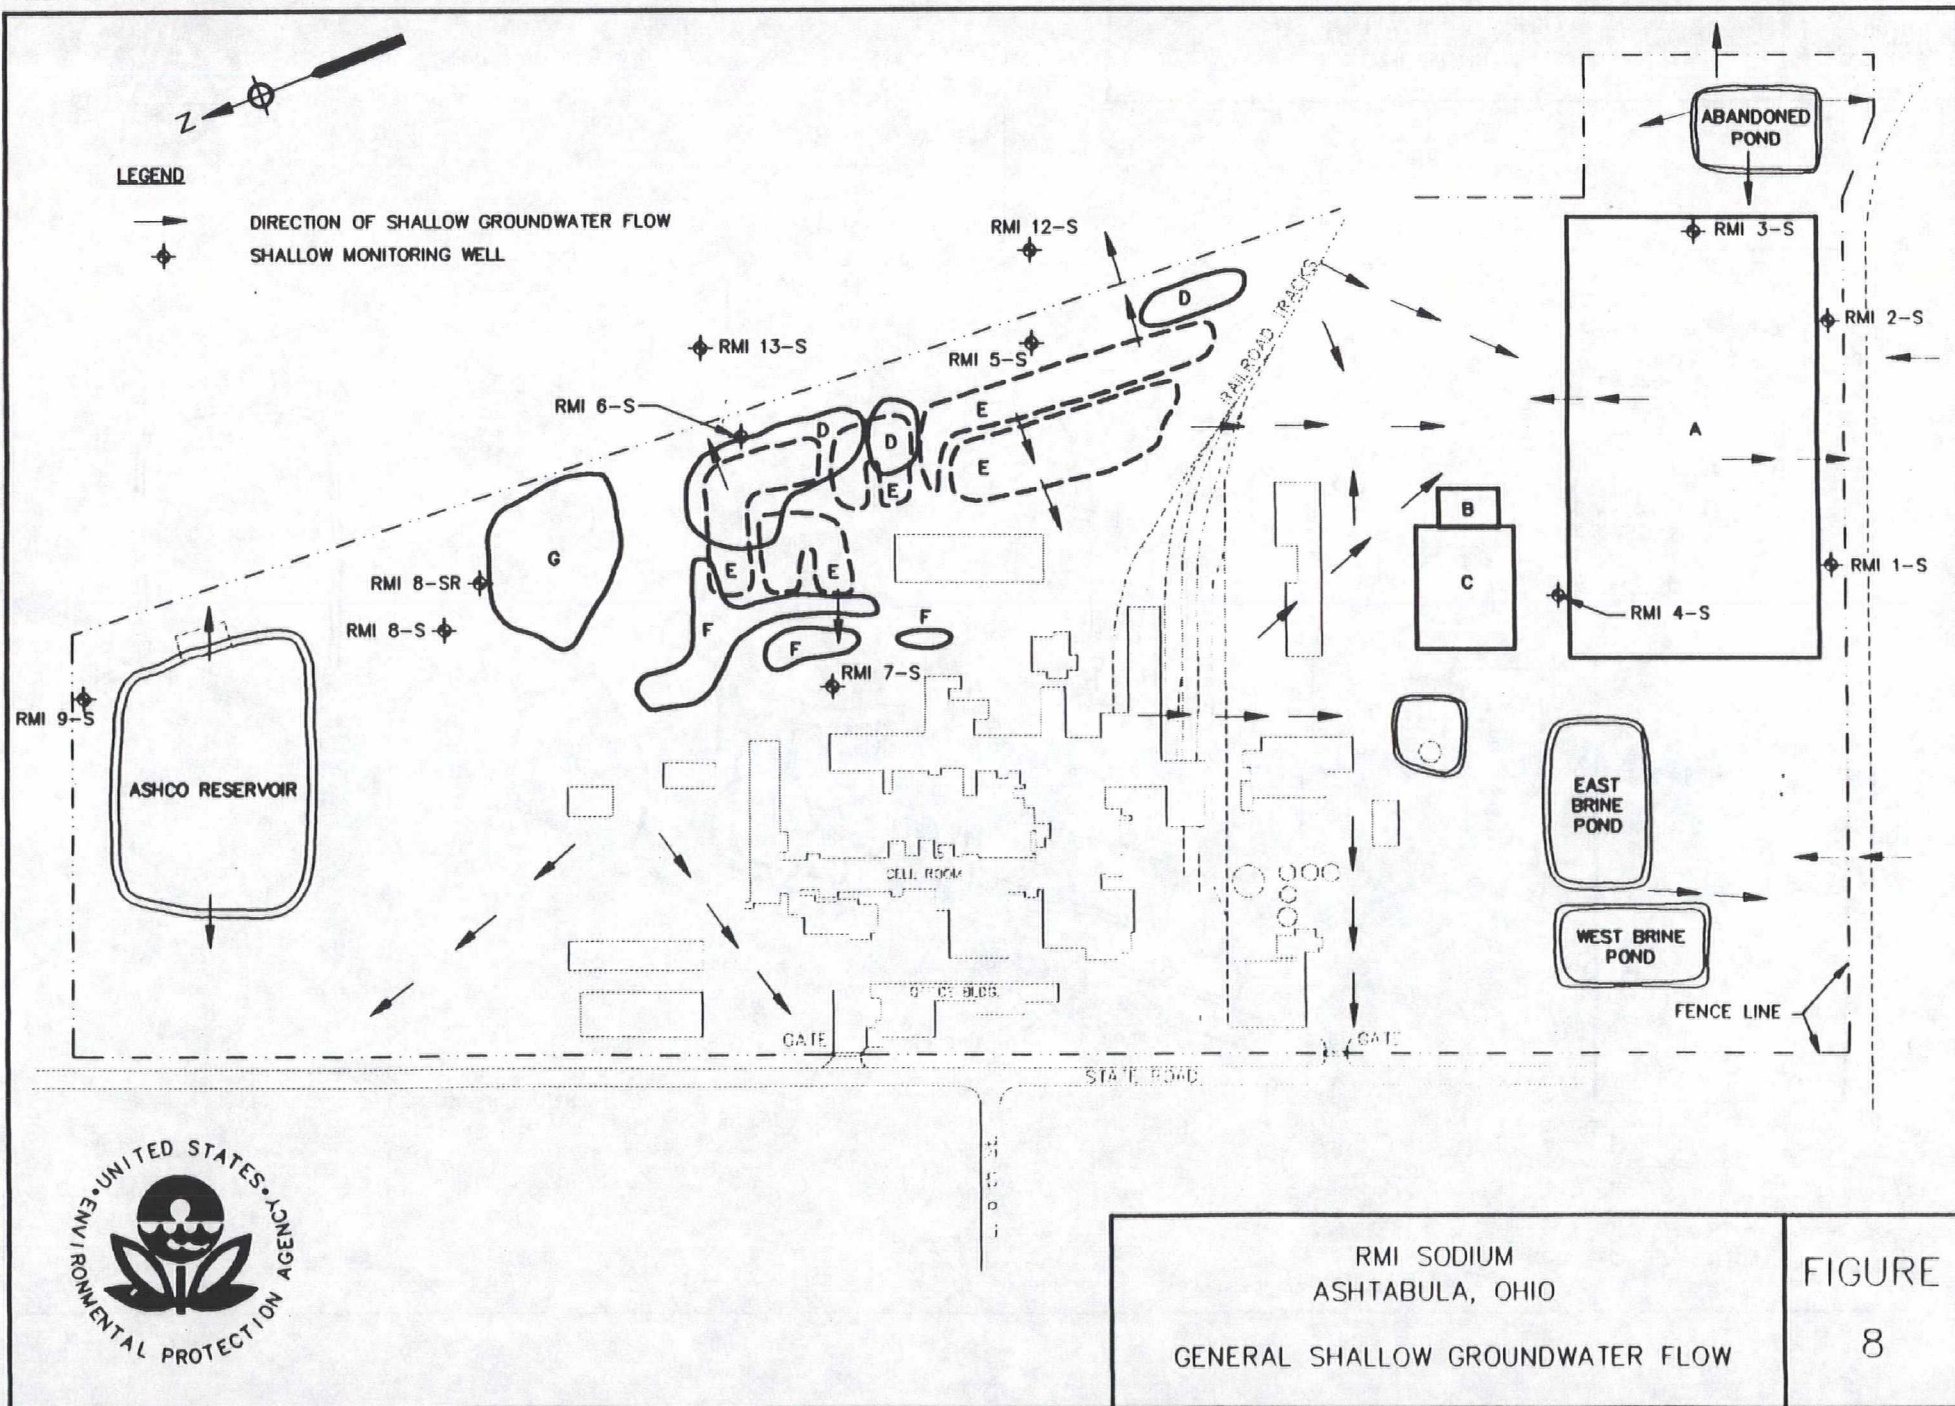 Z
ABANDONED
POND
LEGEND
DIRECTION OF SHALLOW GROUNDWATER FLOW
SHALLOW MONITORING WELL
RMI 12-S
RMI 3-S
D
RAILROAD TRACKS
RMI 2-S
RMI 13-S
RMI 5-S
RMI 6-S
E
D
D
A
E
E
B
G
RMI 8-SR
E
E
C
RMI 1-S
RMI 4-S
F
F
RMI 8-S
F
RMI 7-S
RMI 9-S
ASHCO RESERVOIR
EAST
BRINE
POND
CELL ROOM
WEST BRINE
POND
OFFICE BLDG.
FENCE LINE
GATE
GATE
STATE ROAD
UNITED STATES
ENVIRONMENTAL PROTECTION AGENCY
RMI SODIUM
ASHTABULA, OHIO
GENERAL SHALLOW GROUNDWATER FLOW
FIGURE
8